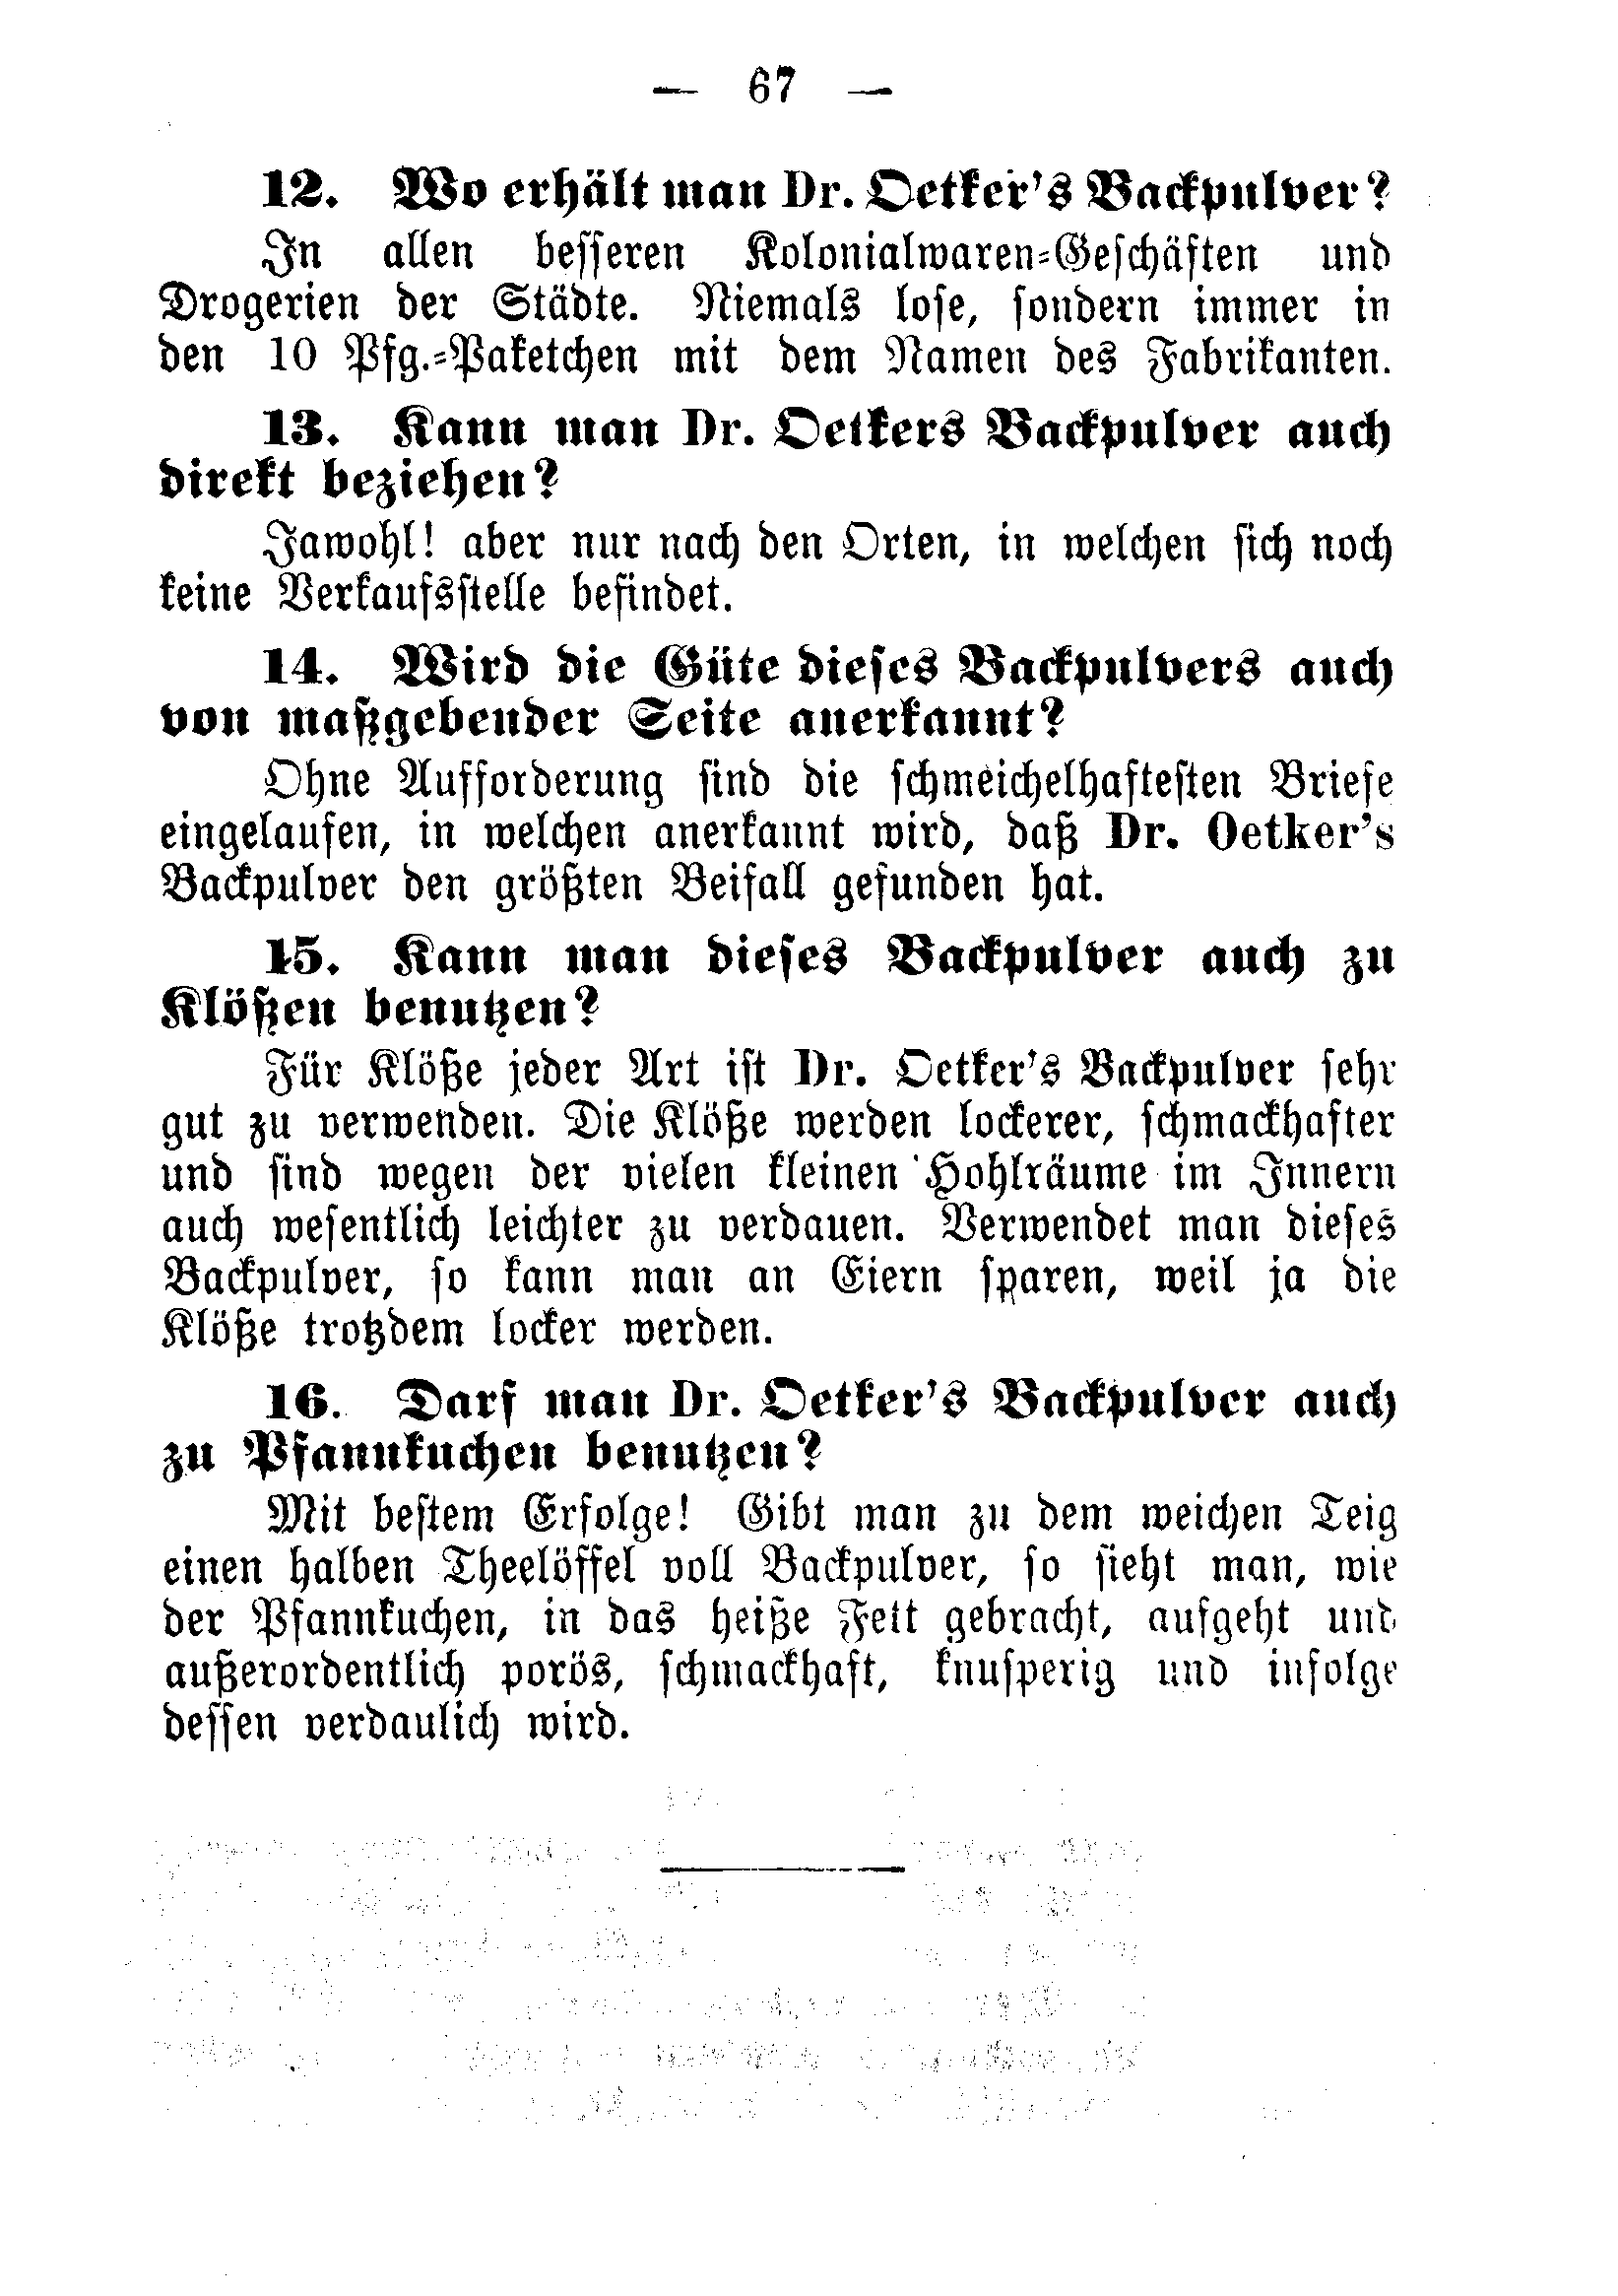 — 67 —
12. Wo erhält man Dr. Oetker's Backpulver?
In allen besseren Kolonialwaren-Geschäften und
Drogerien der Städte. Niemals lose, sondern immer in
den 10 Pfg.-Paketchen mit dem Namen des Fabrikanten.
13. Kann man Dr. Oetkers Backpulver auch
direkt beziehen?
Jawohl! aber nur nach den Orten, in welchen sich noch
keine Verkaufsstelle befindet.
14. Wird die Güte dieses Backpulvers auch
von maßgebender Seite anerkannt?
Ohne Aufforderung sind die schmeichelhaftesten Briefe
eingelaufen, in welchen anerkannt wird, daß Dr. Oetker's
Backpulver den größten Beifall gefunden hat.
15. Kann man dieses Backpulver auch zu
Klößen benutzen?
Für Klöße jeder Art ist Dr. Oetker's Backpulver sehr
gut zu verwenden. Die Klöße werden lockerer, schmackhafter
und sind wegen der vielen kleinen Hohlräume im Innern
auch wesentlich leichter zu verdauen. Verwendet man dieses
Backpulver, so kann man an Eiern sparen, weil ja die
Klöße trotzdem locker werden.
16. Darf man Dr. Oetker's Backpulver auch
zu Pfannkuchen benutzen?
Mit bestem Erfolge! Gibt man zu dem weichen Teig
einen halben Theelöffel voll Backpulver, so sieht man, wie
der Pfannkuchen, in das heiße Fett gebracht, aufgeht und
außerordentlich porös, schmackhaft, knusperig und infolge
dessen verdaulich wird.